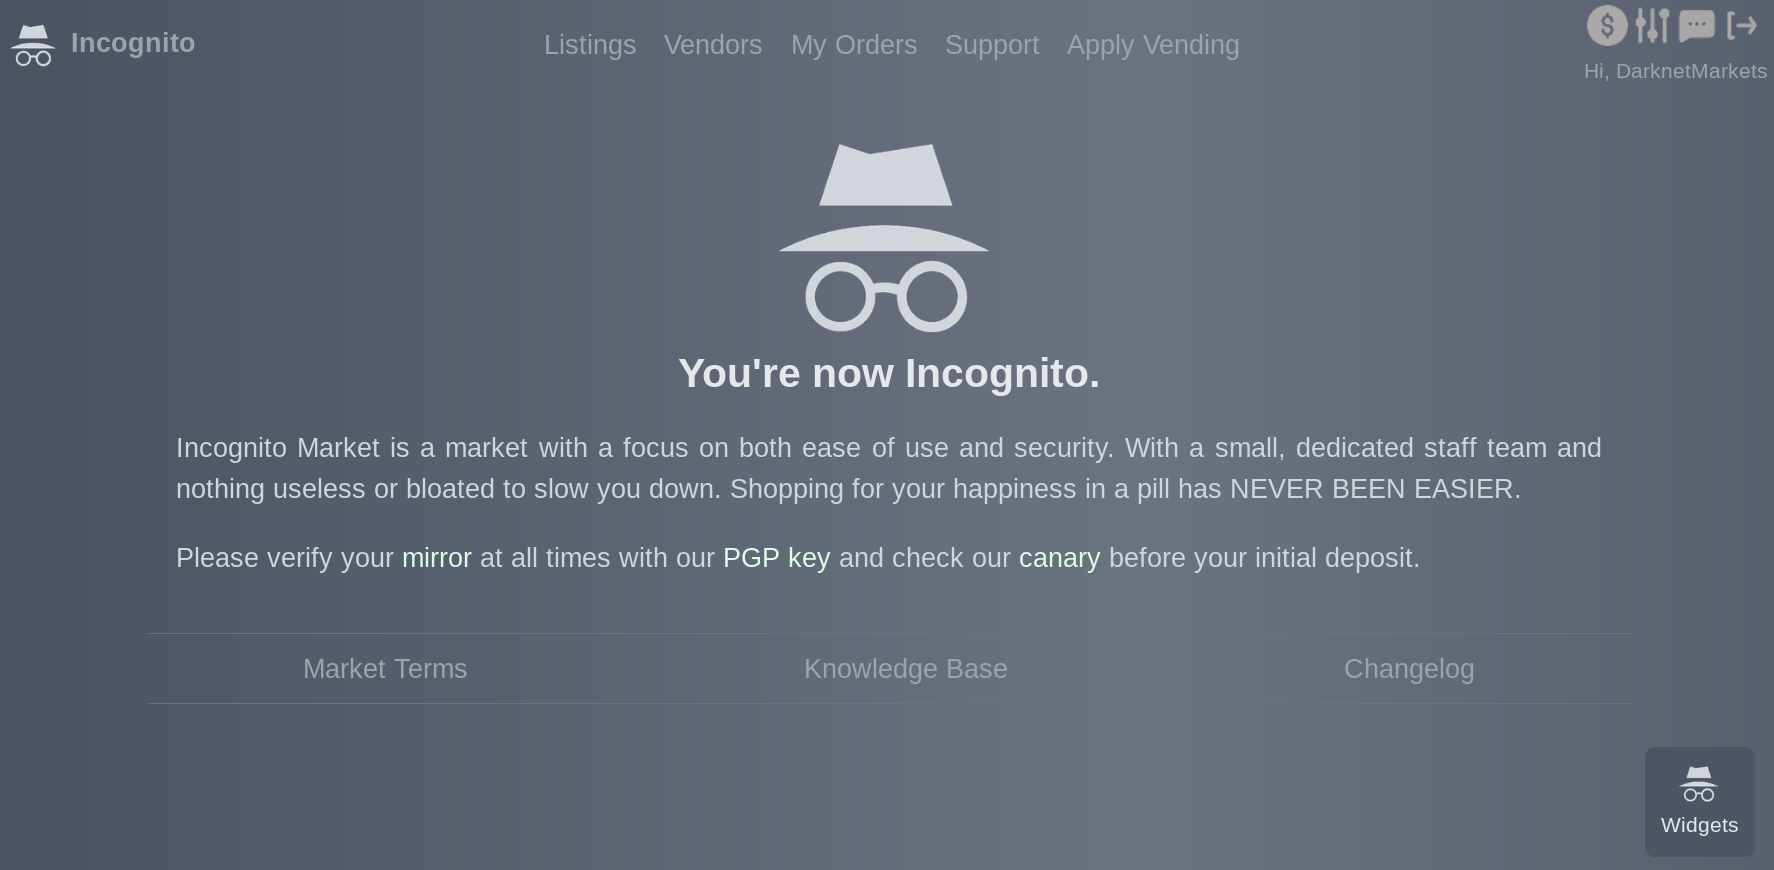 Incognito
Listings Vendors My Orders Support Apply Vending
Hi, DarknetMarkets
You're now Incognito.
Incognito Market is a market with a focus on both ease of use and security. With a small, dedicated staff team and
nothing useless or bloated to slow you down. Shopping for your happiness in a pill has NEVER BEEN EASIER.
Please verify your mirror at all times with our PGP key and check our canary before your initial deposit.
Market Terms Knowledge Base Changelog
Widgets